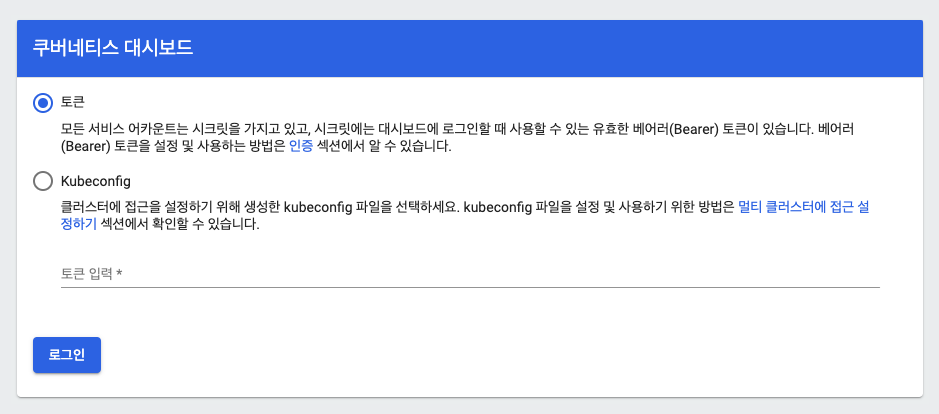 쿠버네티스 대시보드
토큰
모든 서비스 어카운트는 시크릿을 가지고 있고, 시크릿에는 대시보드에 로그인할 때 사용할 수 있는 유효한 베어러(Bearer) 토큰이 있습니다. 베어러
(Bearer) 토큰을 설정 및 사용하는 방법은 인증 섹션에서 알 수 있습니다.
Kubeconfig
클러스터에 접근을 설정하기 위해 생성한 kubeconfig 파일을 선택하세요. kubeconfig 파일을 설정 및 사용하기 위한 방법은 멀티 클러스터에 접근 설
정하기 섹션에서 확인할 수 있습니다.
토큰 입력 *
로그인